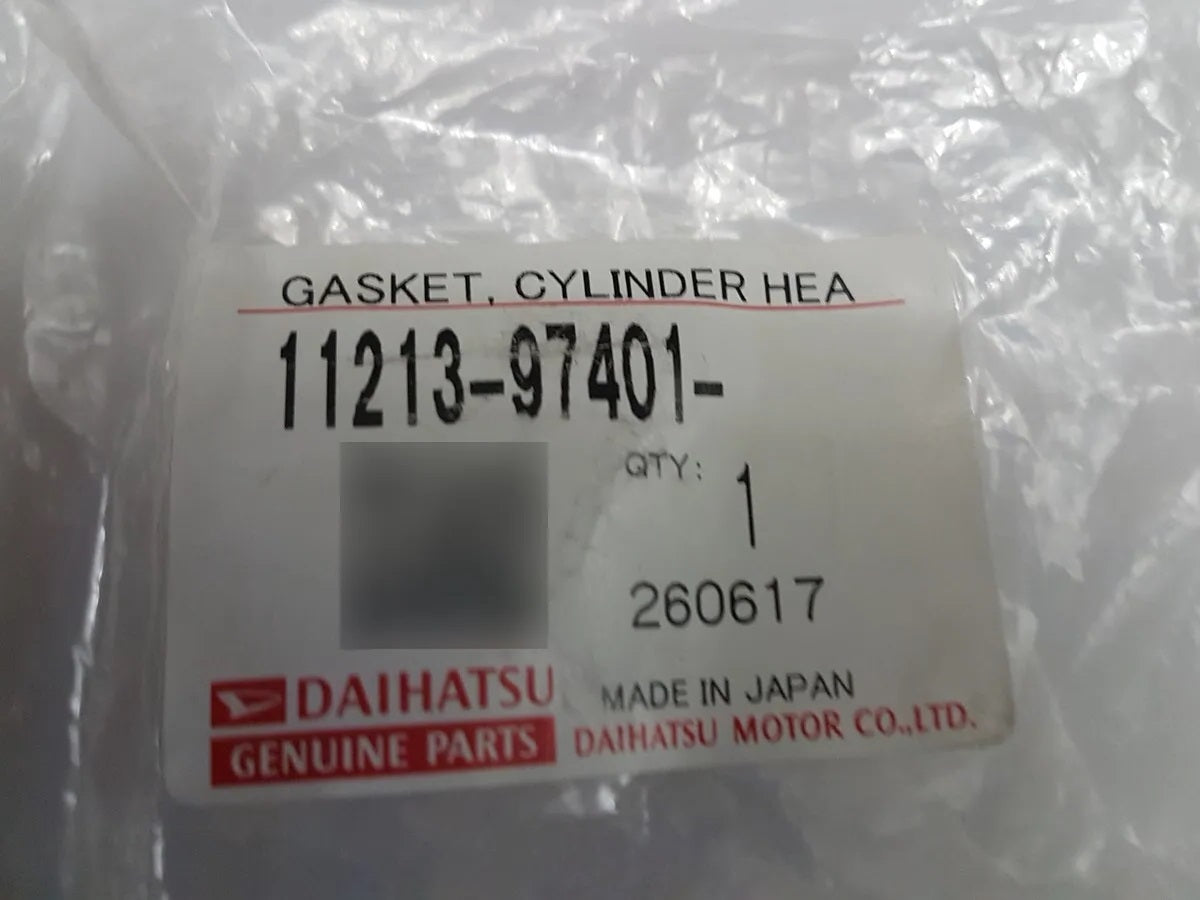 GASKET, CYLINDER HEA
11213-97401-
QTY: 1
260617
DAIHATSU
GENUINE PARTS
MADE IN JAPAN
DAIHATSU MOTOR CO.,LTD.